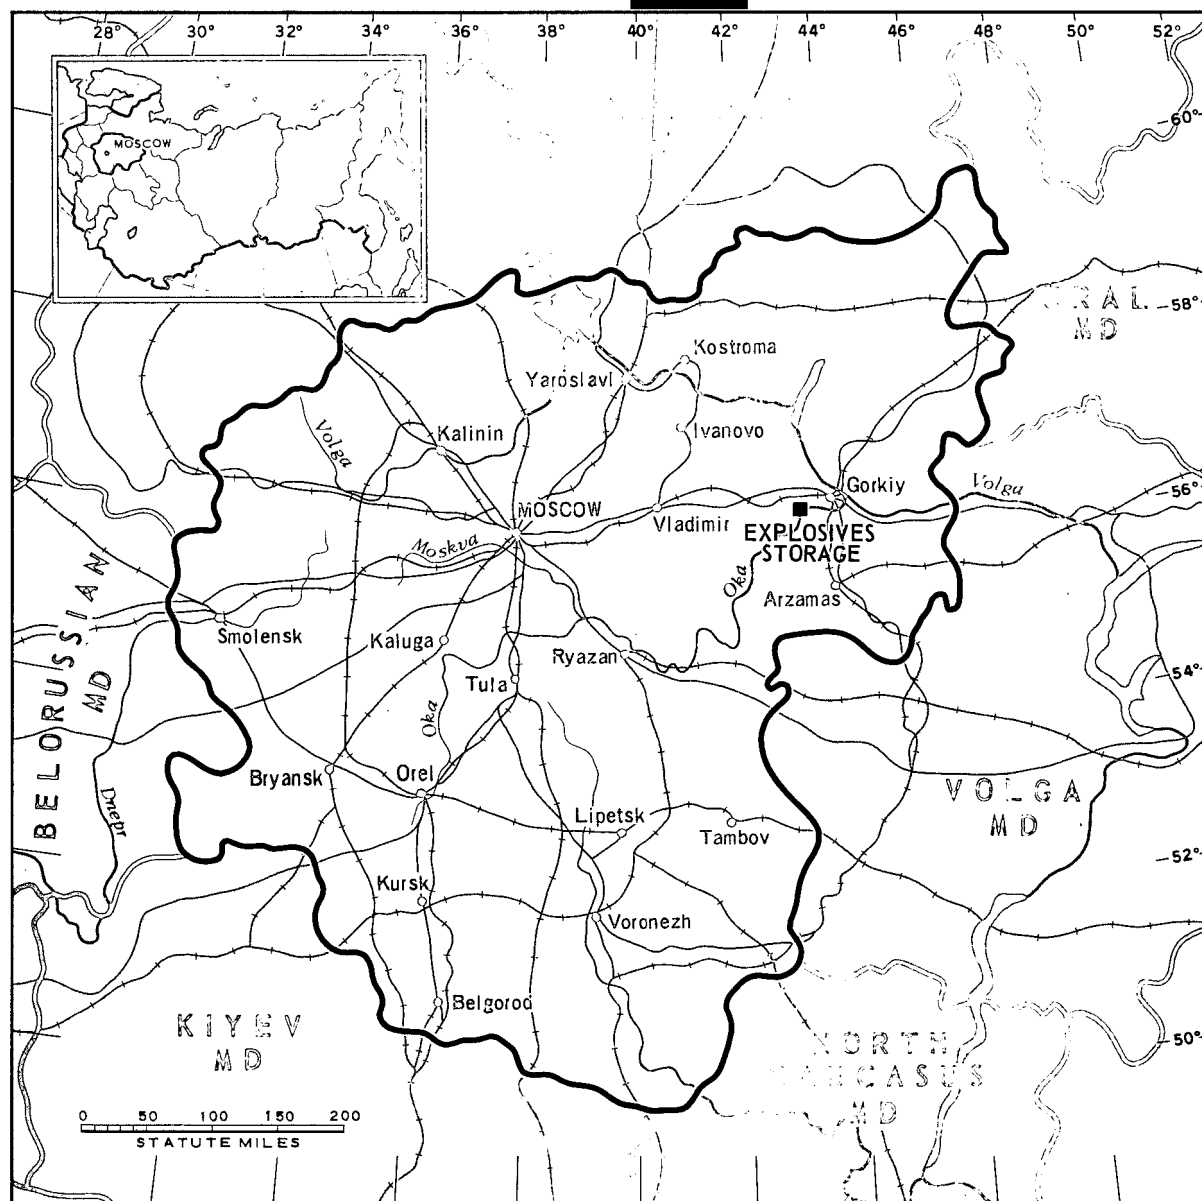 28° 30° 32° 34° 36° 38° 40° 42° 44° 46° 48° 50° 52°
60°
MOSCOW
58°
MD
Kostroma
Yaroslavl
Ivanovo
Kalinin
Volga
Gorkiy
Volga
56°
MOSCOW
Vladimir
EXPLOSIVES
STORAGE
Moskva
Oka
Arzamas
BELORUSSIAN
MD
Smolensk
Kaluga
Ryazan
54°
Tula
Oka
Bryansk
Orel
VOLGA
MD
Dnepr
Lipetsk
Tambov
52°
Kursk
Voronezh
Belgorod
KIYEV
MD
50°
NORTH
CAUCASUS
MD
0 50 100 150 200
STATUTE MILES